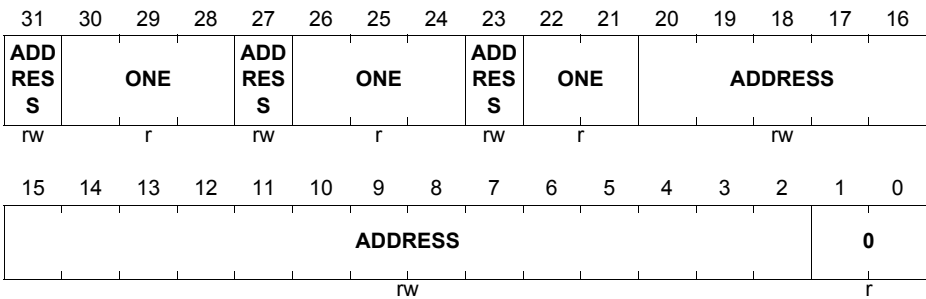 31 30 29 28 27 26 25 24 23 22 21 20 19 18 17 16
ADD RES S ONE ADD RES S ONE ADD RES S ONE ADDRESS
rw r rw r rw r rw
15 14 13 12 11 10 9 8 7 6 5 4 3 2 1 0
ADDRESS 0
rw r